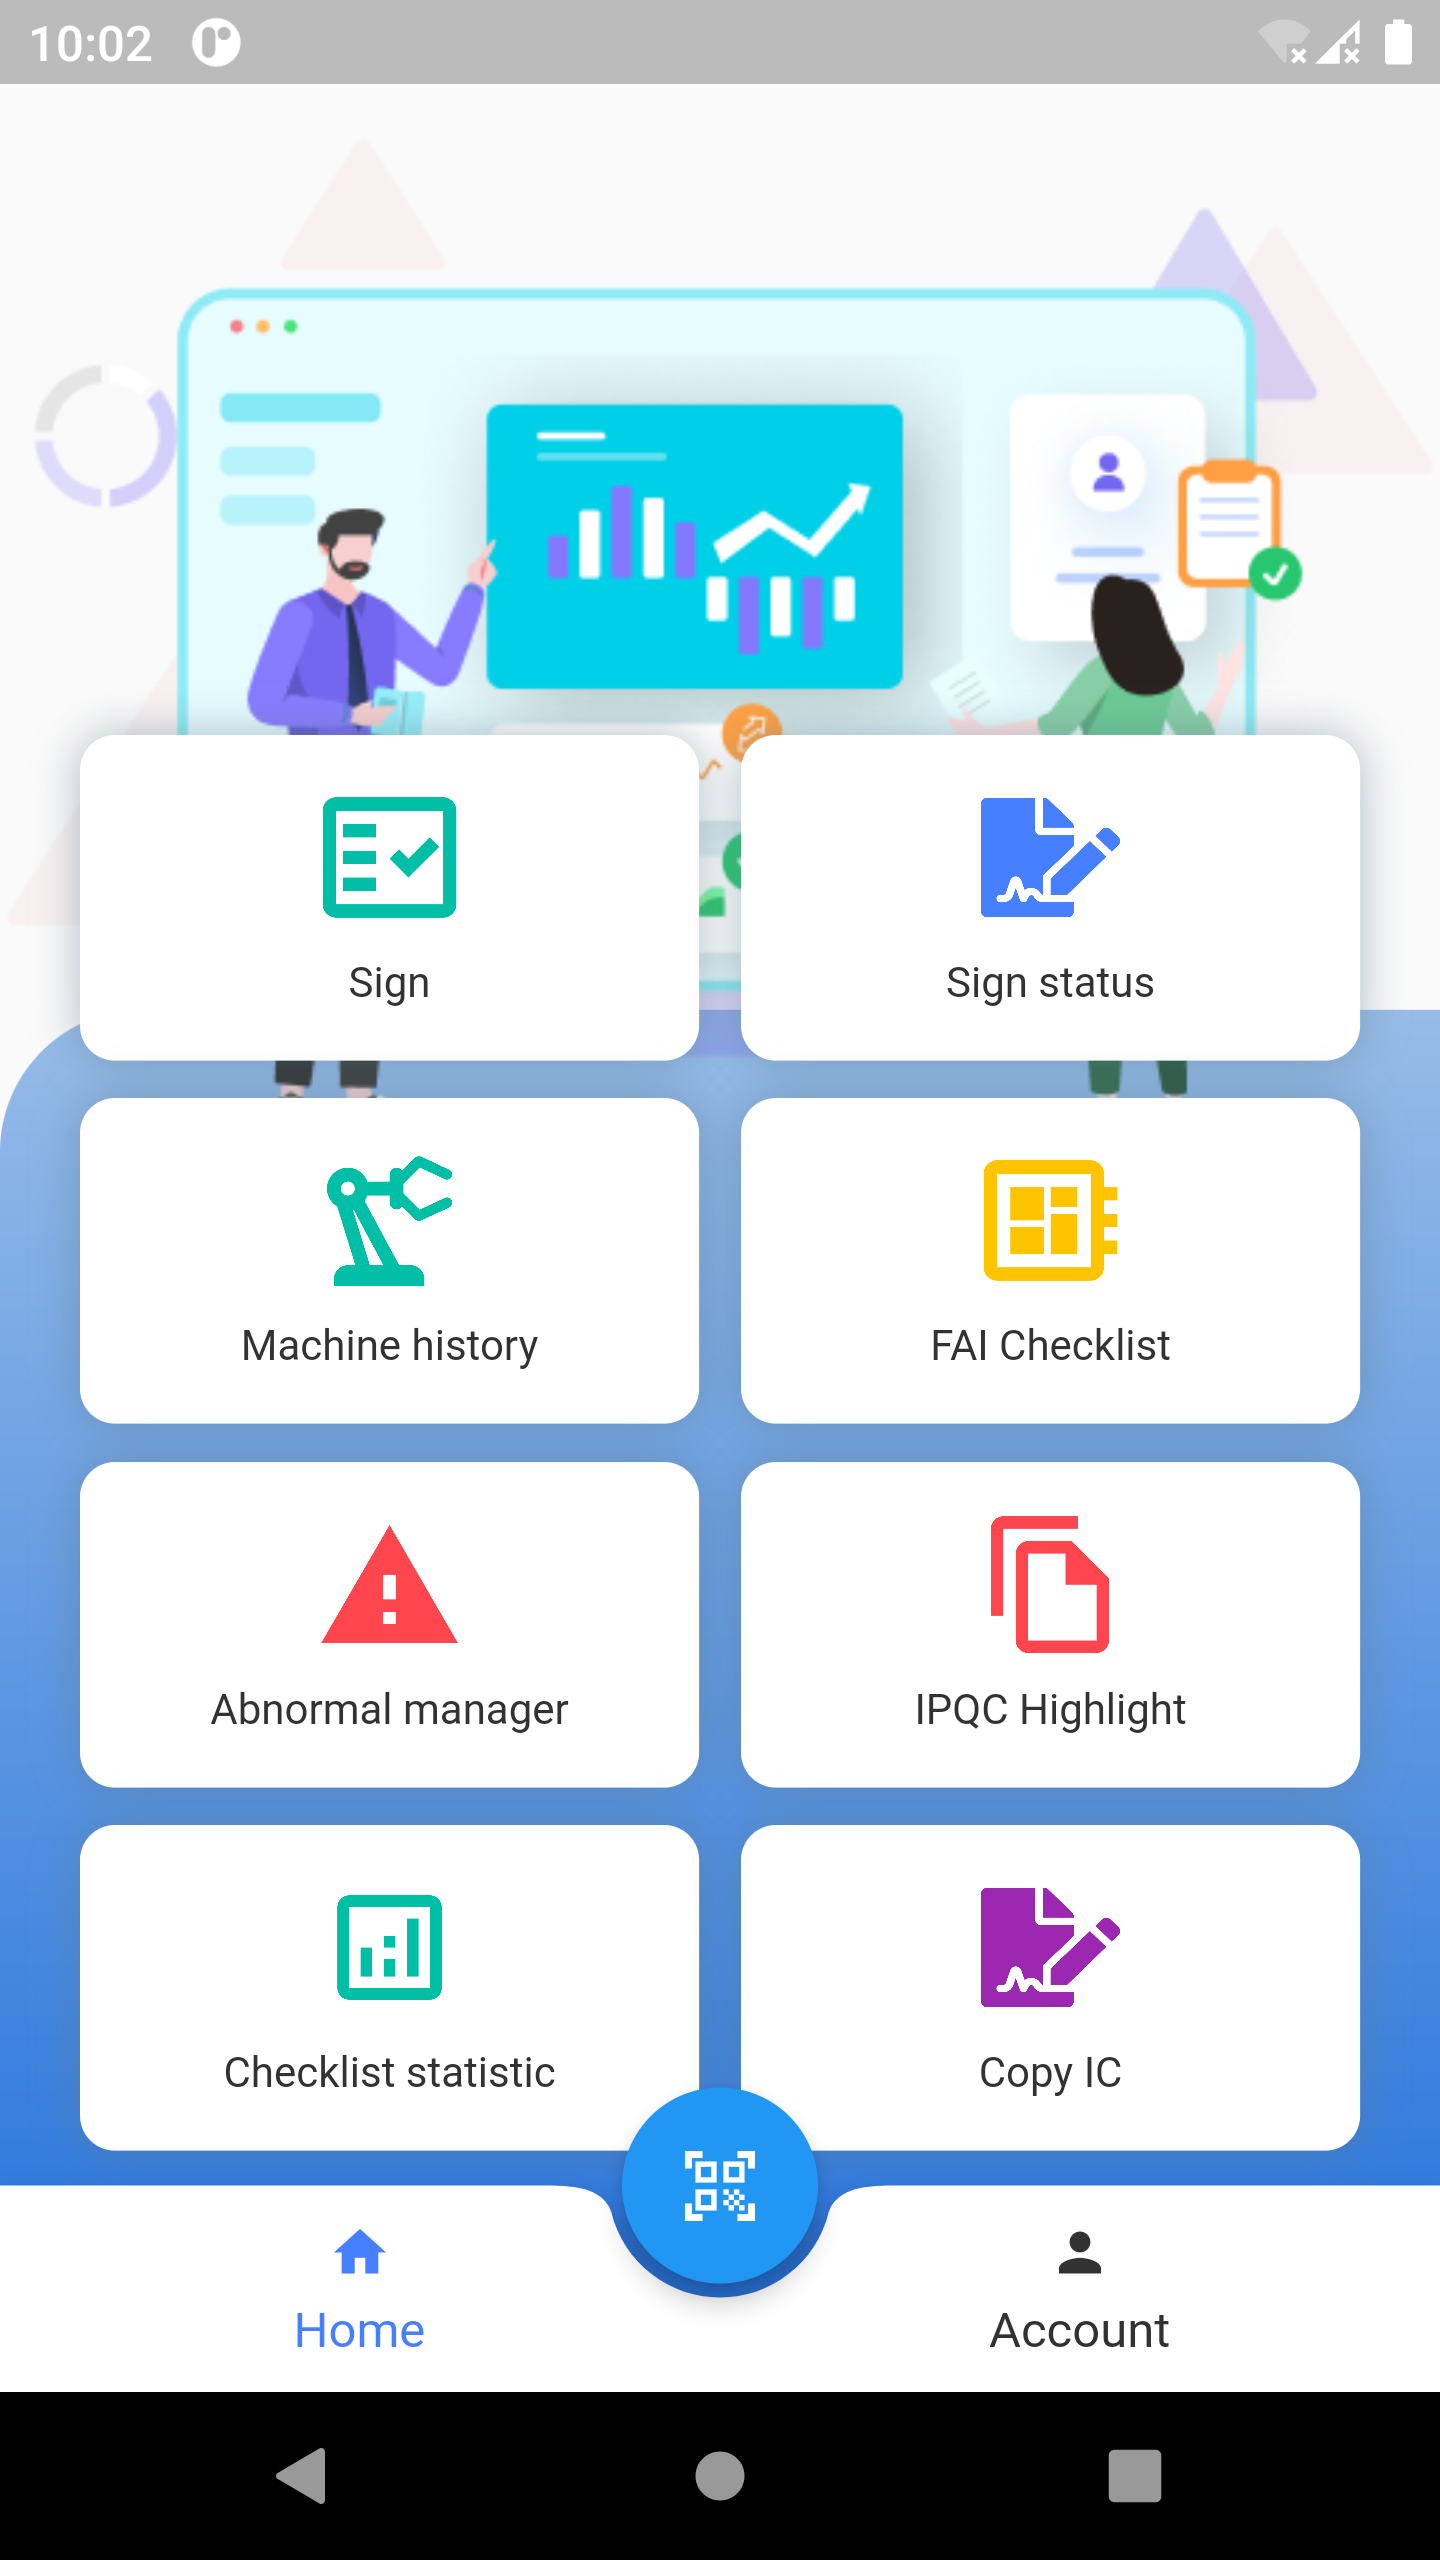 10:02
Sign
Sign status
Machine history
FAI Checklist
Abnormal manager
IPQC Highlight
Checklist statistic
Copy IC
Home
Account